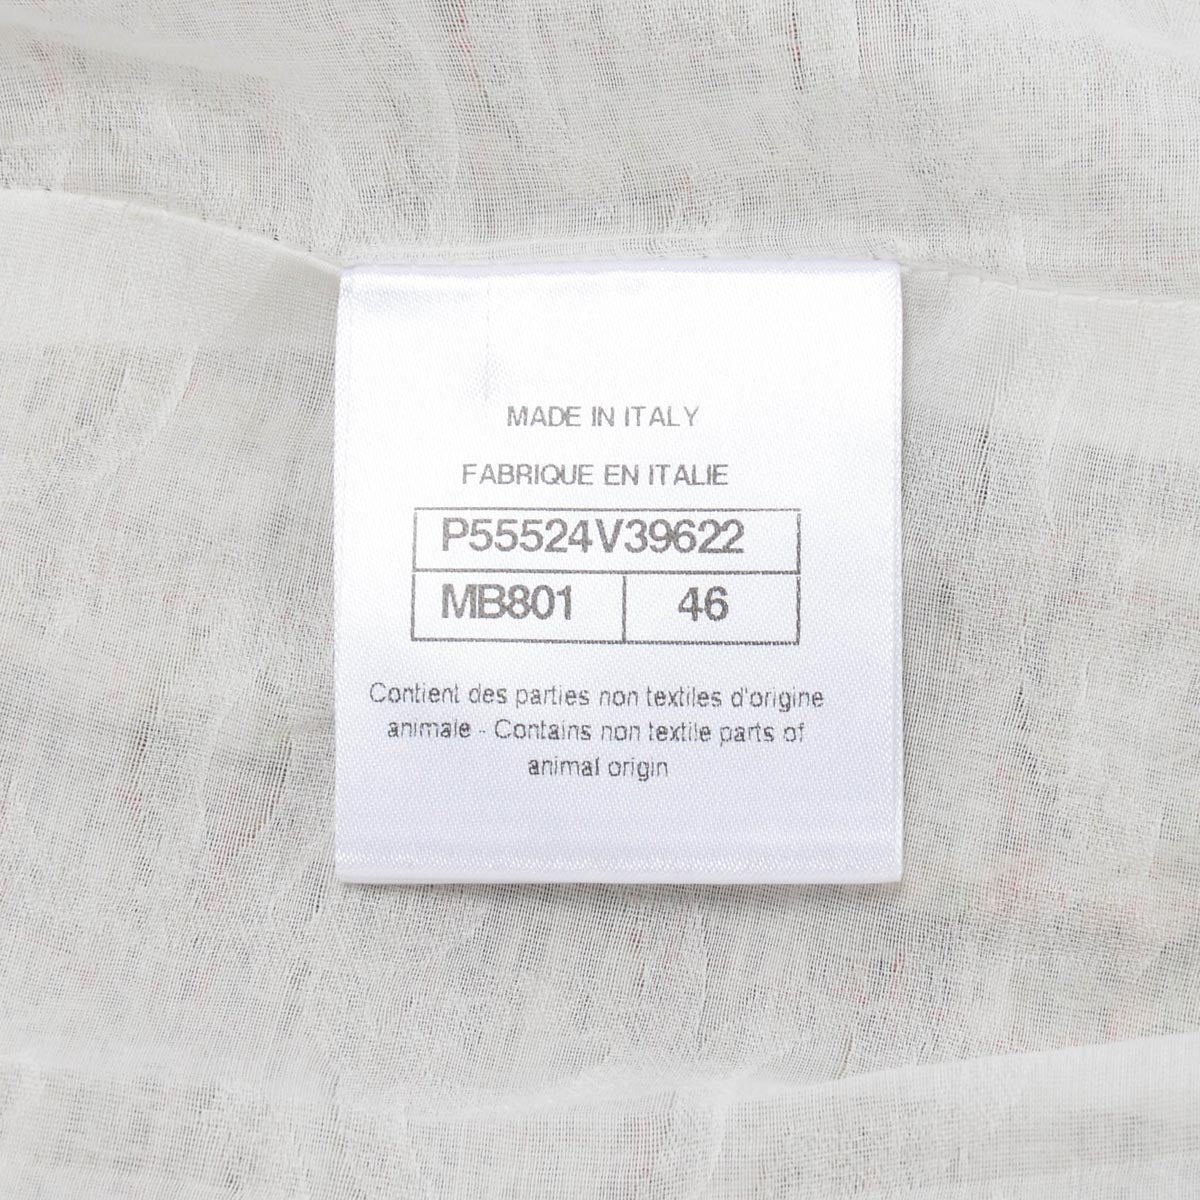 MADE IN ITALY
FABRIQUE EN ITALIE
P55524V39622
MB801 46
Contient des parties non textiles d'origine
animale - Contains non textile parts of
animal origin